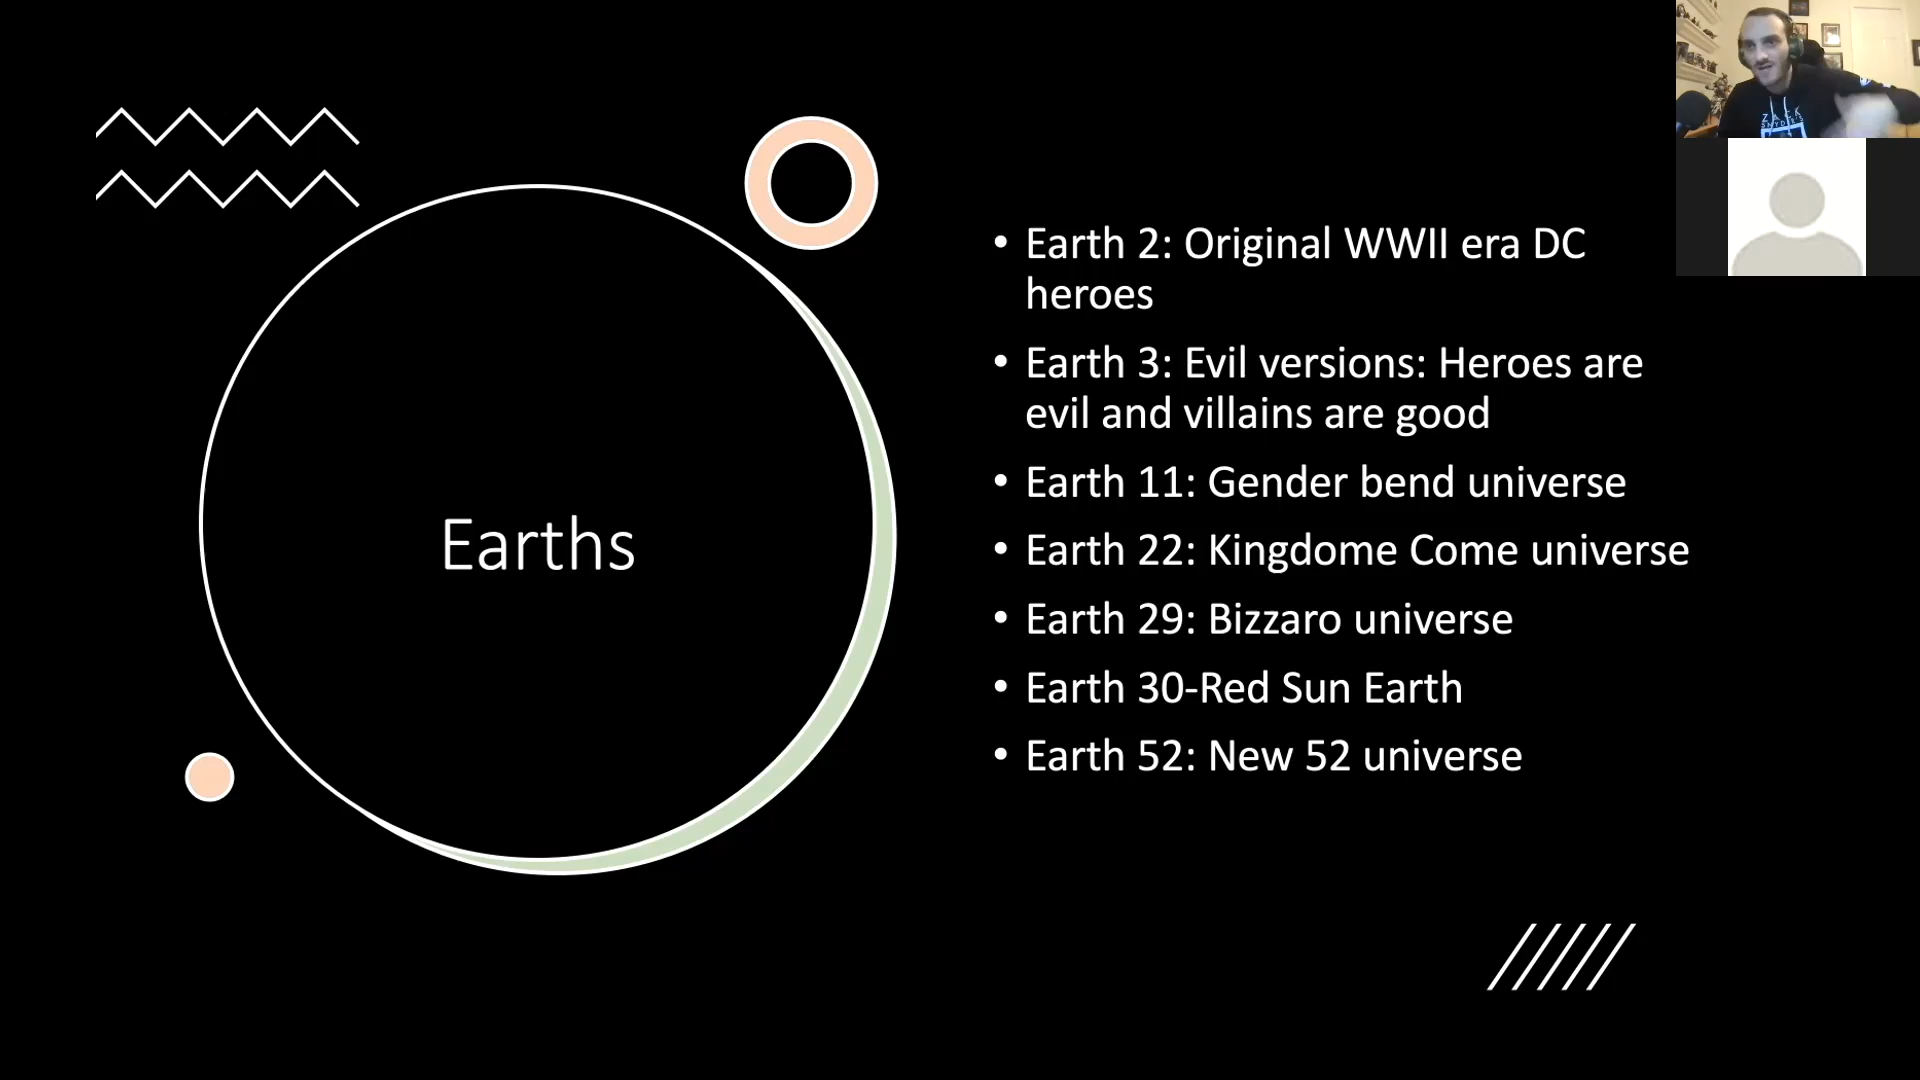 Earths
• Earth 2: Original WWII era DC
heroes
• Earth 3: Evil versions: Heroes are
evil and villains are good
• Earth 11: Gender bend universe
• Earth 22: Kingdome Come universe
• Earth 29: Bizzaro universe
• Earth 30-Red Sun Earth
• Earth 52: New 52 universe
ZACK
SNYDER'S